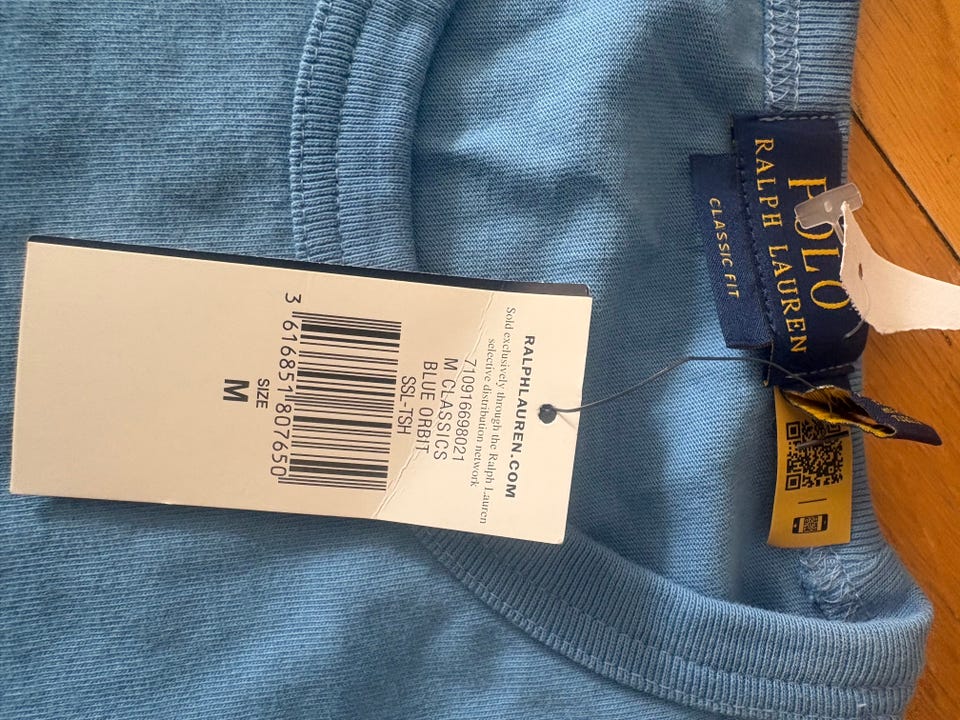 POLO
RALPH LAUREN
CLASSIC FIT
RALPHLAUREN.COM
Sold exclusively through the Ralph Lauren
selective distribution network
710916698021
M CLASSICS
BLUE ORBIT
SSL-TSH
3 616851 807650
SIZE
M